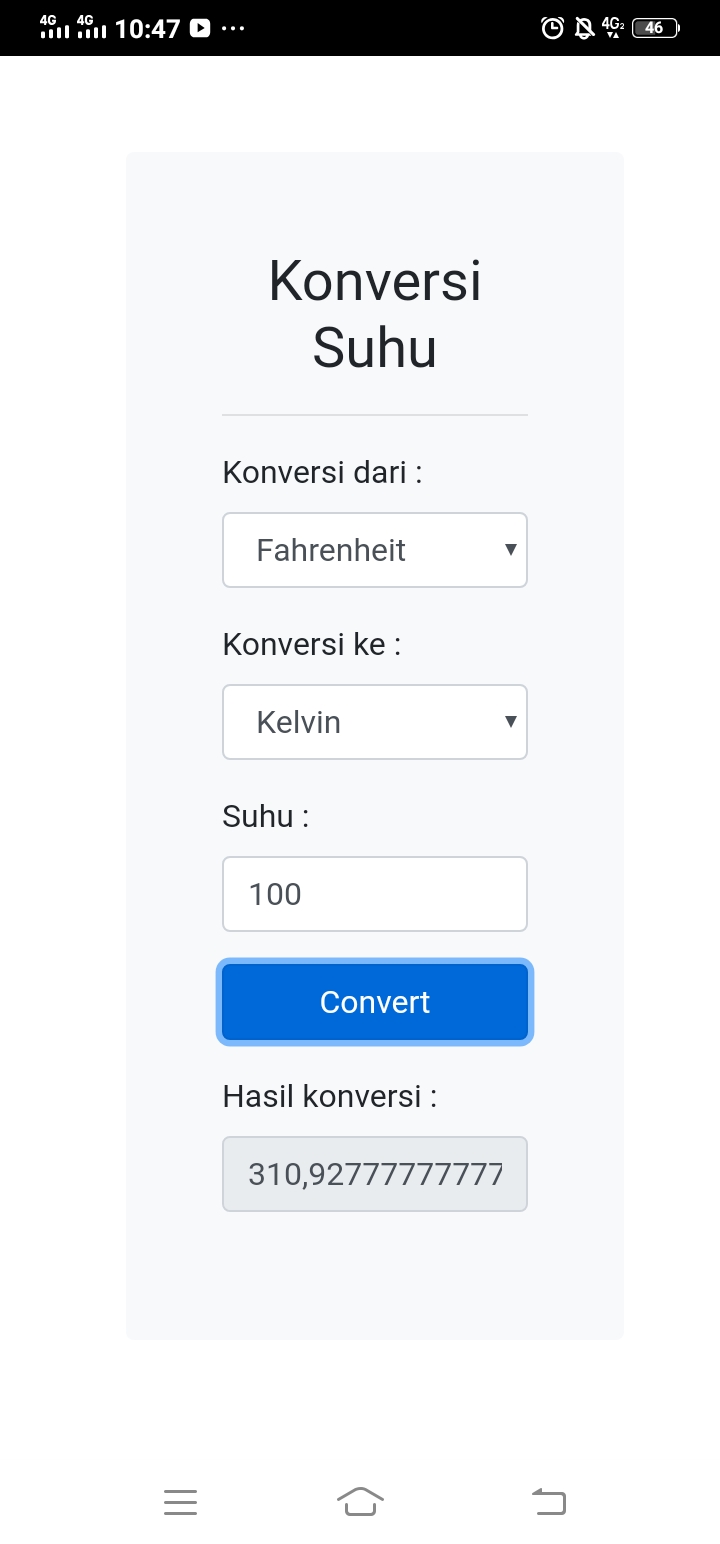 4G 4G 10:47 ... 4G2 46
Konversi
Suhu
Konversi dari :
Fahrenheit
Konversi ke :
Kelvin
Suhu :
100
Convert
Hasil konversi :
310,92777777777